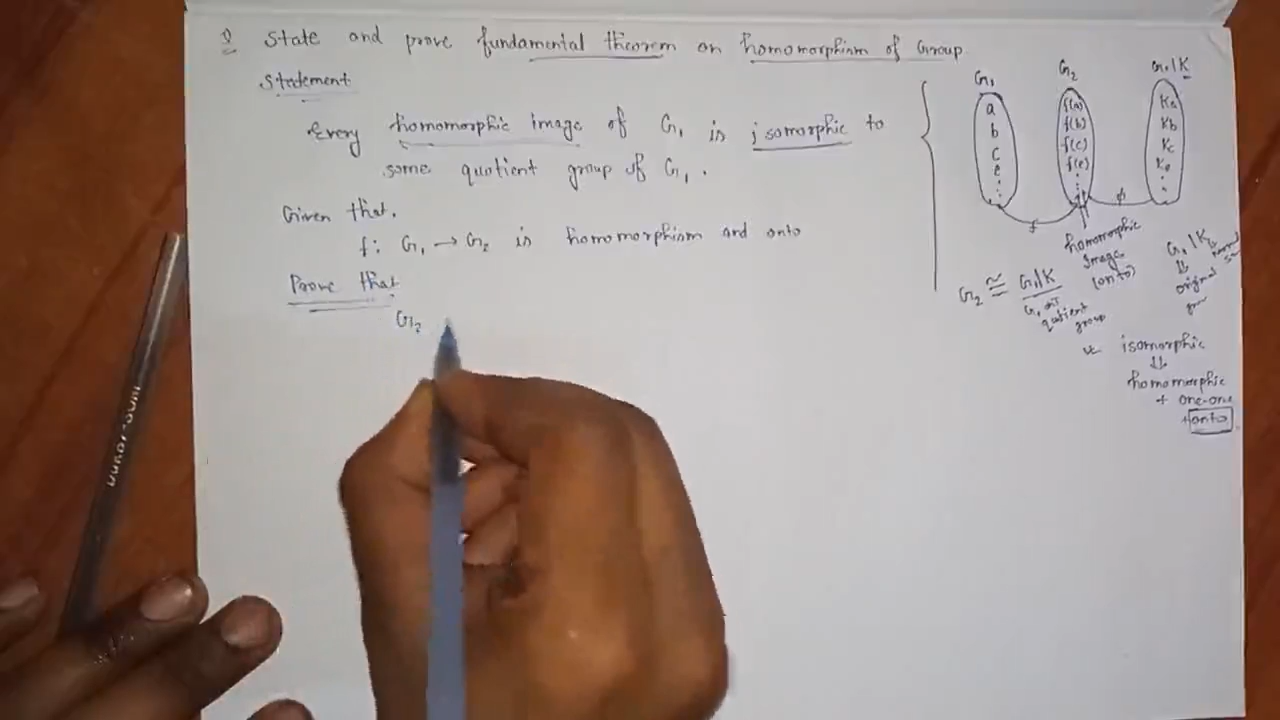 Q State and prove fundamental theorem on homomorphism of Group
Statement
Every homomorphic image of G₁ is isomorphic to
some quotient group of G₁.
Given that,
f: G₁ → G₂ is homomorphism and onto
Prove that
G₂
G₁
a
b
c
e
f
G₂
f(a)
f(b)
f(c)
f(e)
ϕ
G₁/K
Ka
Kb
Kc
Ke
homomorphic
image
(onto)
G₂ ≅ G₁/K
quotient
group
G₁/K
original
isomorphic
⇓
homomorphic
+ one-one
+ onto